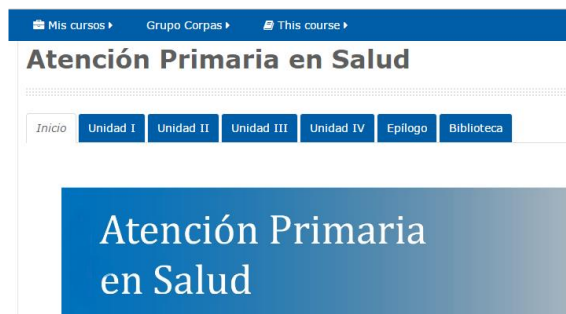 Mis cursos Grupo Corpas This course
Atención Primaria en Salud
Inicio Unidad I Unidad II Unidad III Unidad IV Epílogo Biblioteca
Atención Primaria
en Salud